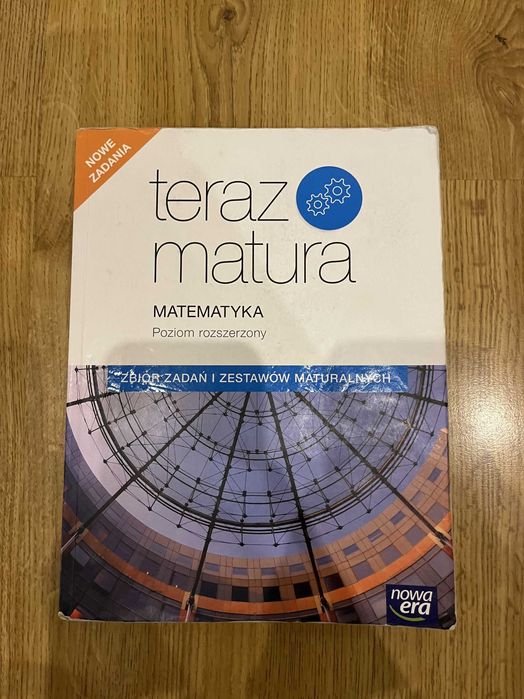 NOWE
ZADANIA
teraz
matura
MATEMATYKA
Poziom rozszerzony
ZBIÓR ZADAŃ I ZESTAWÓW MATURALNYCH
nowa
era